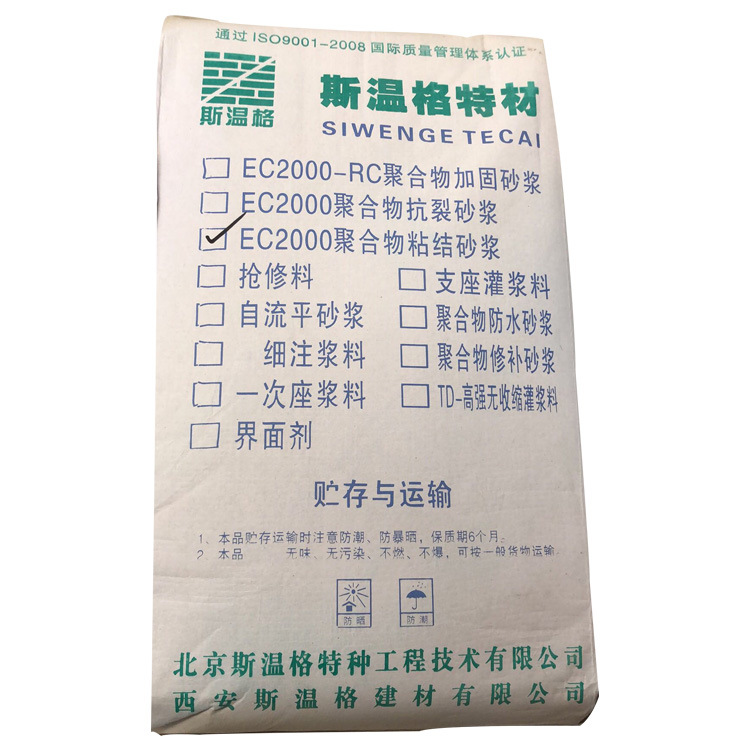 通过ISO9001-2008国际质量管理体系认证
斯温格
斯温格特材
SIWENGE TECAI
EC2000-RC聚合物加固砂浆
EC2000聚合物抗裂砂浆
EC2000聚合物粘结砂浆
抢修料 支座灌浆料
自流平砂浆 聚合物防水砂浆
细注浆料 聚合物修补砂浆
一次座浆料 TD-高强无收缩灌浆料
界面剂
贮存与运输
1、本品贮存运输时注意防潮、防暴晒，保质期6个月。
2、本品 无味、无污染、不燃、不爆，可按一般货物运输
防晒 防潮
北京斯温格特种工程技术有限公司
西安斯温格建材有限公司